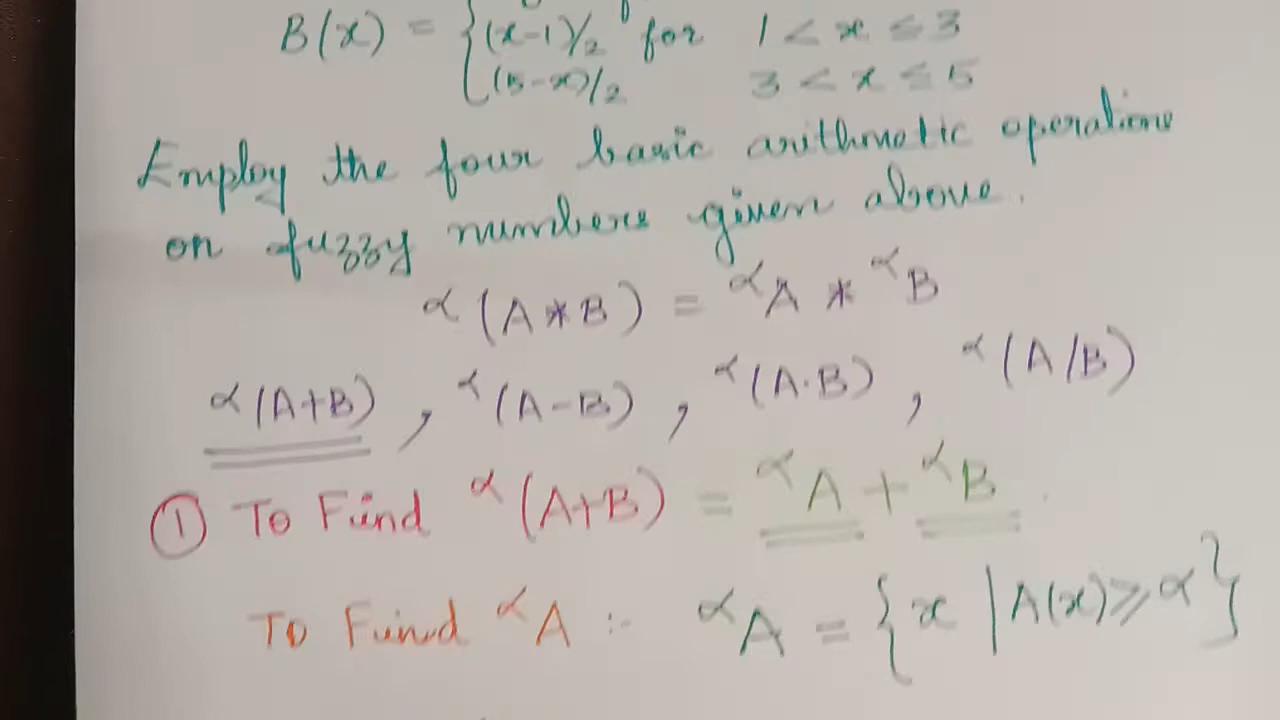 B(x) = { (x-1)/2 for 1 < x ≤ 3
(5-x)/2 3 < x ≤ 5
Employ the four basic arithmetic operations
on fuzzy numbers given above.
α(A * B) = αA * αB
α(A+B) , α(A-B) , α(A·B) , α(A/B)
① To Find α(A+B) = αA + αB
To Find αA :- αA = {x | A(x) ≥ α}